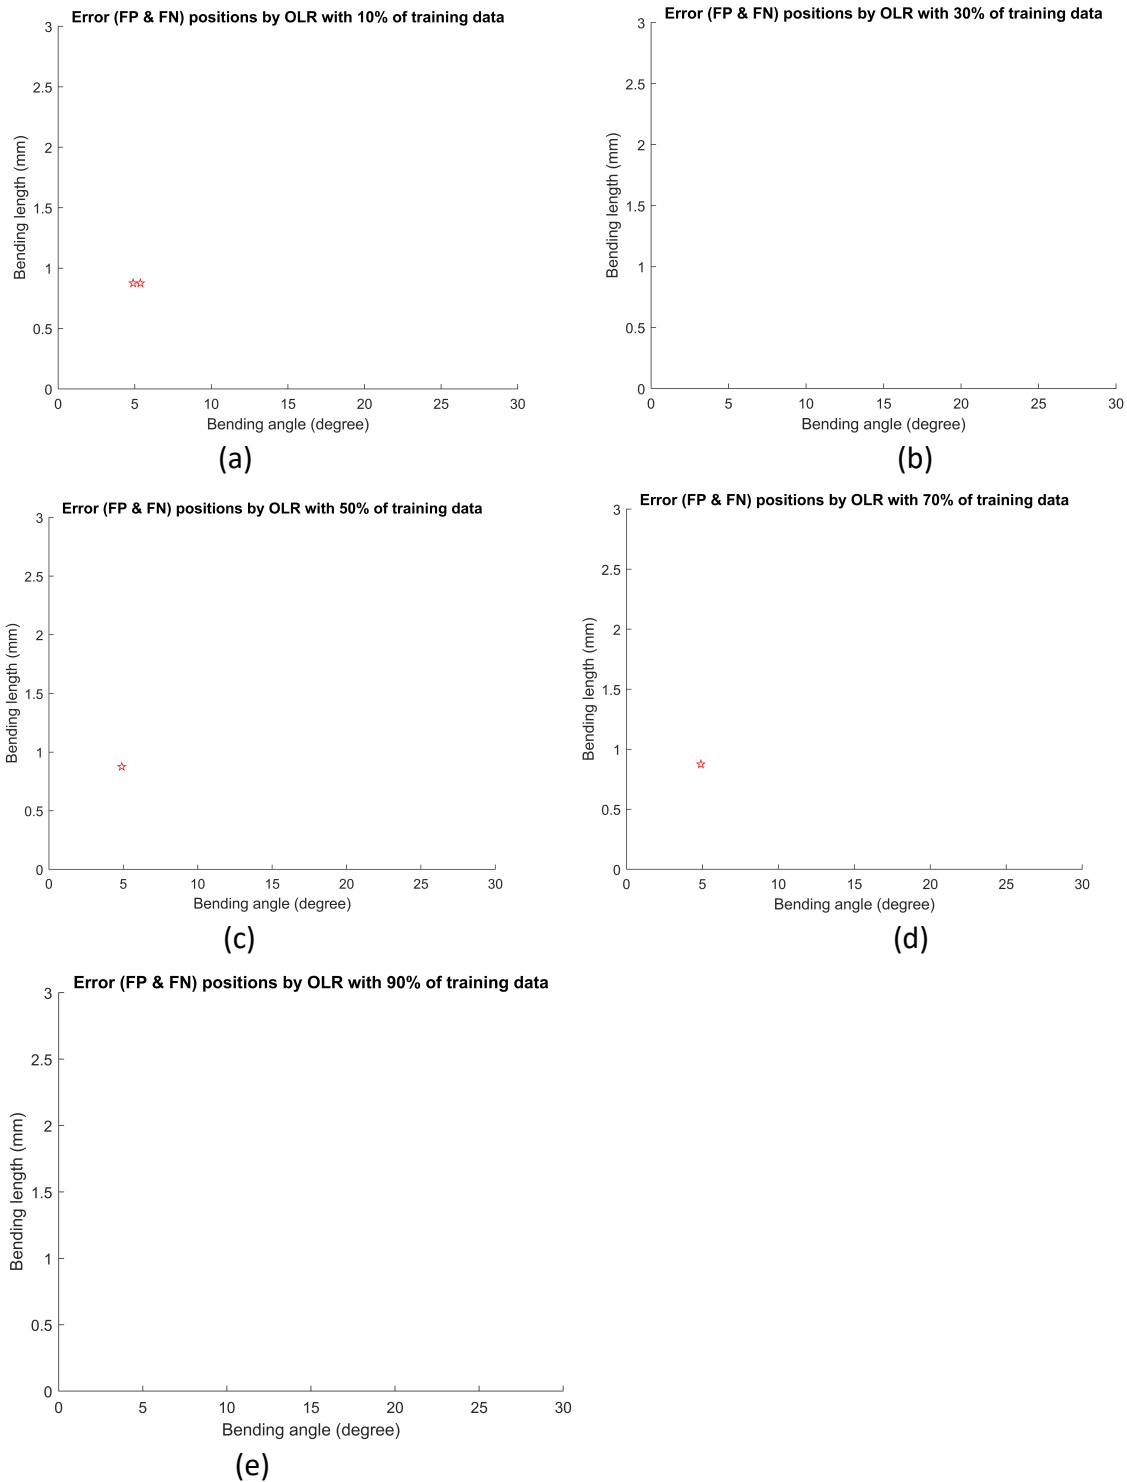 Error (FP & FN) positions by OLR with 10% of training data
3
2.5
2
1.5
1
0.5
0
Bending length (mm)
0 5 10 15 20 25 30
Bending angle (degree)
(a)
Error (FP & FN) positions by OLR with 30% of training data
3
2.5
2
1.5
1
0.5
0
Bending length (mm)
0 5 10 15 20 25 30
Bending angle (degree)
(b)
Error (FP & FN) positions by OLR with 50% of training data
3
2.5
2
1.5
1
0.5
0
Bending length (mm)
0 5 10 15 20 25 30
Bending angle (degree)
(c)
Error (FP & FN) positions by OLR with 70% of training data
3
2.5
2
1.5
1
0.5
0
Bending length (mm)
0 5 10 15 20 25 30
Bending angle (degree)
(d)
Error (FP & FN) positions by OLR with 90% of training data
3
2.5
2
1.5
1
0.5
0
Bending length (mm)
0 5 10 15 20 25 30
Bending angle (degree)
(e)